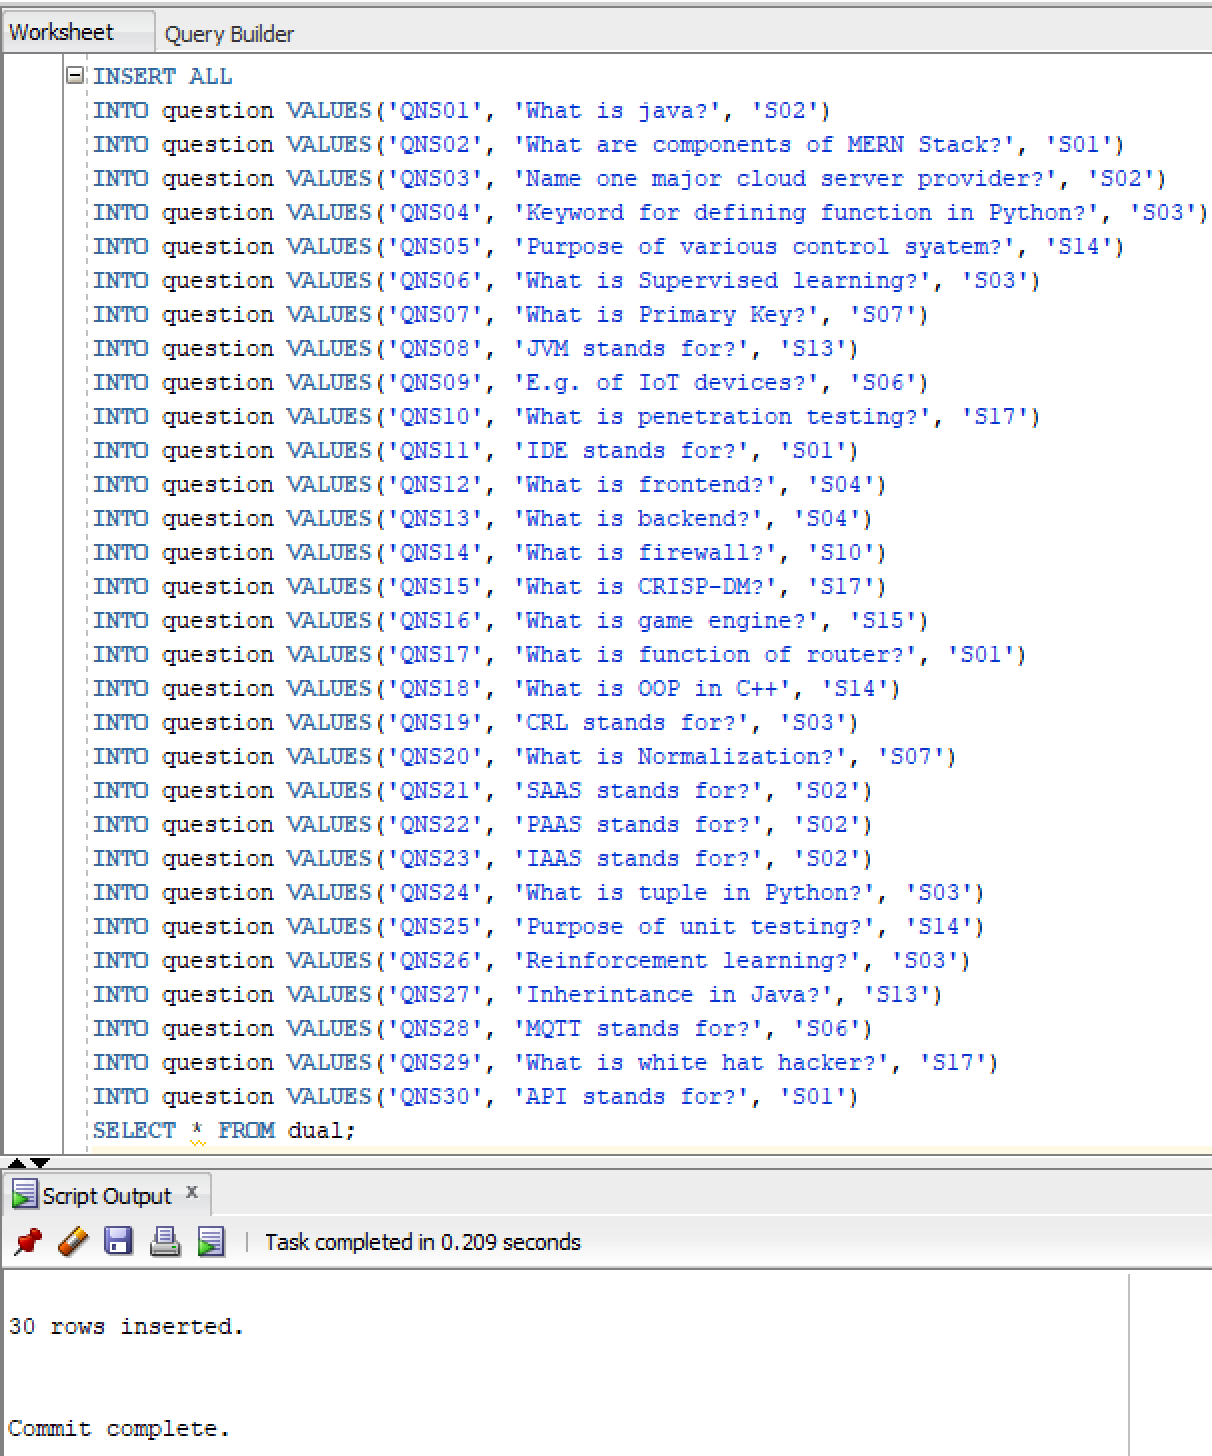 Worksheet Query Builder
INSERT ALL
INTO question VALUES('QNS01', 'What is java?', 'S02')
INTO question VALUES('QNS02', 'What are components of MERN Stack?', 'S01')
INTO question VALUES('QNS03', 'Name one major cloud server provider?', 'S02')
INTO question VALUES('QNS04', 'Keyword for defining function in Python?', 'S03')
INTO question VALUES('QNS05', 'Purpose of various control syatem?', 'S14')
INTO question VALUES('QNS06', 'What is Supervised learning?', 'S03')
INTO question VALUES('QNS07', 'What is Primary Key?', 'S07')
INTO question VALUES('QNS08', 'JVM stands for?', 'S13')
INTO question VALUES('QNS09', 'E.g. of IoT devices?', 'S06')
INTO question VALUES('QNS10', 'What is penetration testing?', 'S17')
INTO question VALUES('QNS11', 'IDE stands for?', 'S01')
INTO question VALUES('QNS12', 'What is frontend?', 'S04')
INTO question VALUES('QNS13', 'What is backend?', 'S04')
INTO question VALUES('QNS14', 'What is firewall?', 'S10')
INTO question VALUES('QNS15', 'What is CRISP-DM?', 'S17')
INTO question VALUES('QNS16', 'What is game engine?', 'S15')
INTO question VALUES('QNS17', 'What is function of router?', 'S01')
INTO question VALUES('QNS18', 'What is OOP in C++', 'S14')
INTO question VALUES('QNS19', 'CRL stands for?', 'S03')
INTO question VALUES('QNS20', 'What is Normalization?', 'S07')
INTO question VALUES('QNS21', 'SAAS stands for?', 'S02')
INTO question VALUES('QNS22', 'PAAS stands for?', 'S02')
INTO question VALUES('QNS23', 'IAAS stands for?', 'S02')
INTO question VALUES('QNS24', 'What is tuple in Python?', 'S03')
INTO question VALUES('QNS25', 'Purpose of unit testing?', 'S14')
INTO question VALUES('QNS26', 'Reinforcement learning?', 'S03')
INTO question VALUES('QNS27', 'Inherintance in Java?', 'S13')
INTO question VALUES('QNS28', 'MQTT stands for?', 'S06')
INTO question VALUES('QNS29', 'What is white hat hacker?', 'S17')
INTO question VALUES('QNS30', 'API stands for?', 'S01')
SELECT * FROM dual;
Script Output x
Task completed in 0.209 seconds
30 rows inserted.
Commit complete.